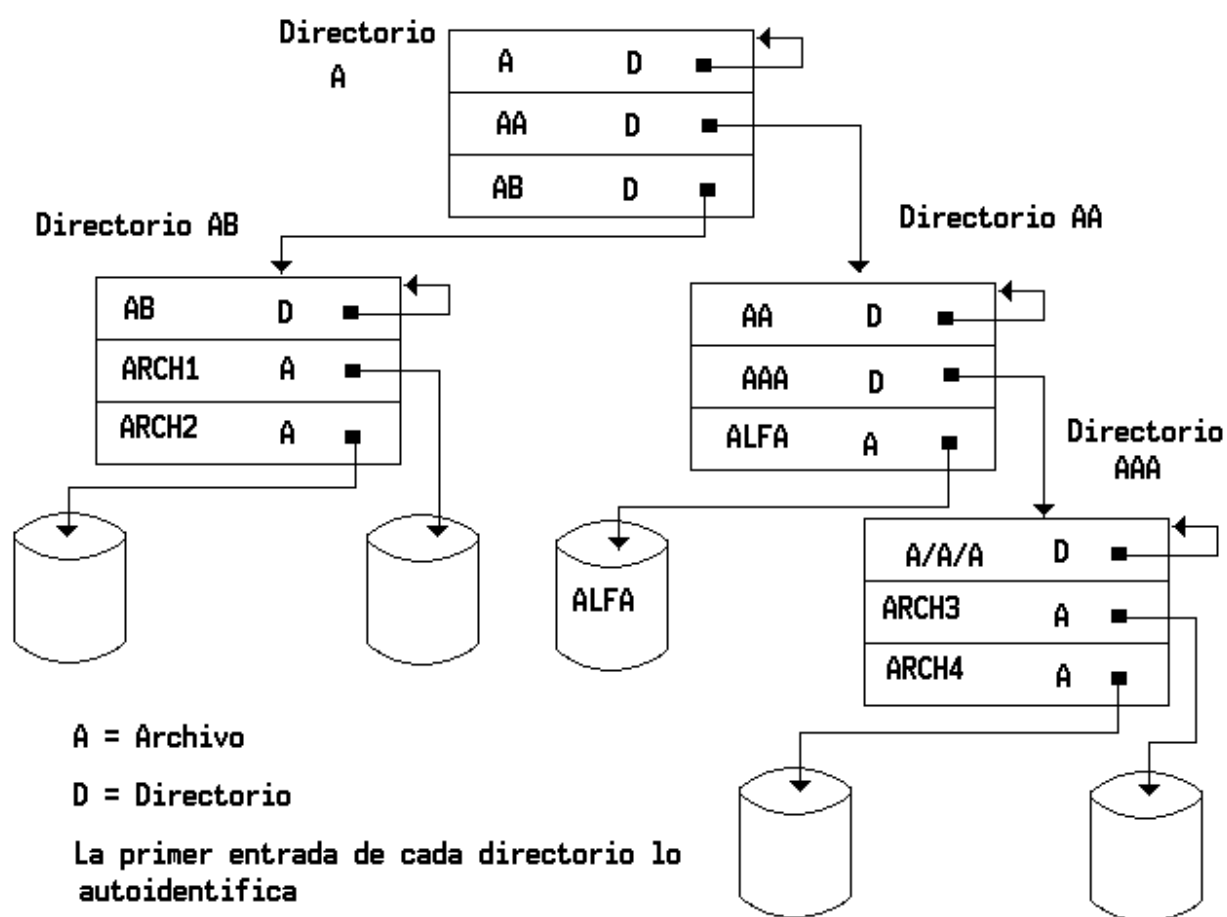 Directorio
A
A D
AA D
AB D
Directorio AB
Directorio AA
AB D
ARCH1 A
ARCH2 A
AA D
AAA D
ALFA A
Directorio
AAA
A/A/A D
ARCH3 A
ARCH4 A
ALFA
A = Archivo
D = Directorio
La primer entrada de cada directorio lo
autoidentifica